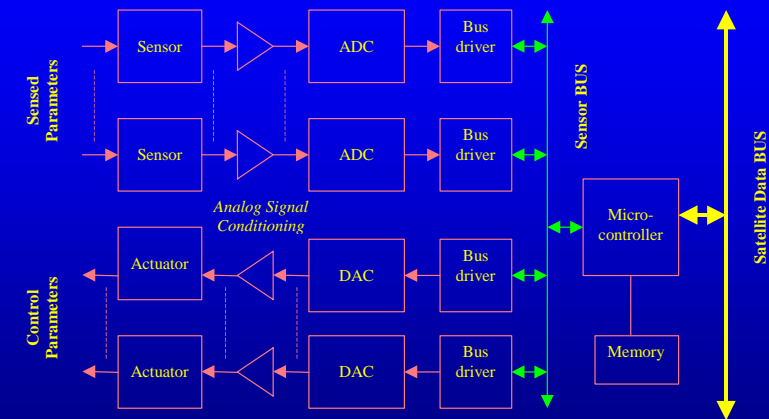 Sensed
Parameters
Sensor
ADC
Bus
driver
Sensor
ADC
Bus
driver
Analog Signal
Conditioning
Control
Parameters
Actuator
DAC
Bus
driver
Actuator
DAC
Bus
driver
Sensor BUS
Micro-
controller
Memory
Satellite Data BUS